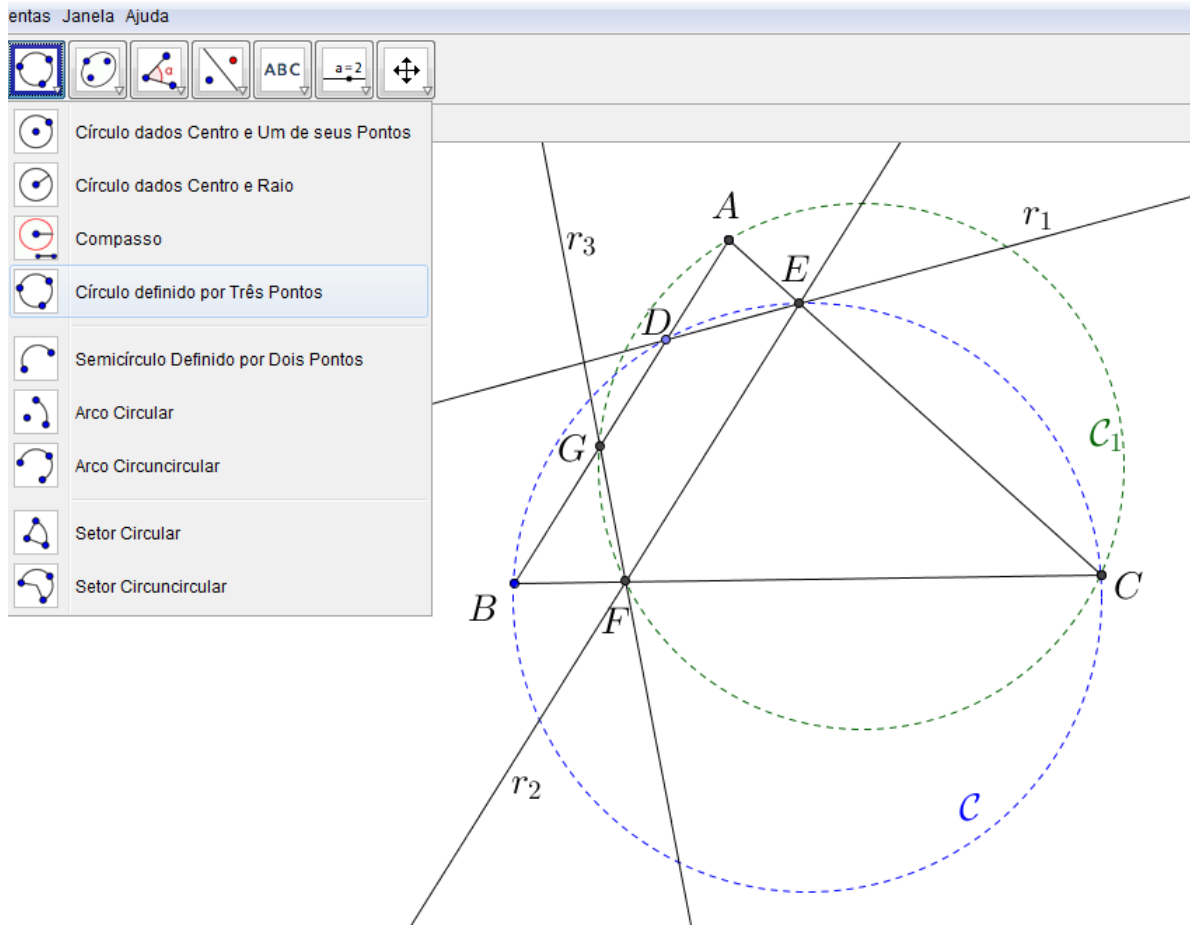 entas Janela Ajuda
α
ABC
a=2
Círculo dados Centro e Um de seus Pontos
Círculo dados Centro e Raio
Compasso
Círculo definido por Três Pontos
Semicírculo Definido por Dois Pontos
Arco Circular
Arco Circuncircular
Setor Circular
Setor Circuncircular
A
r₁
r₃
E
D
G
C₁
B
F
C
r₂
C